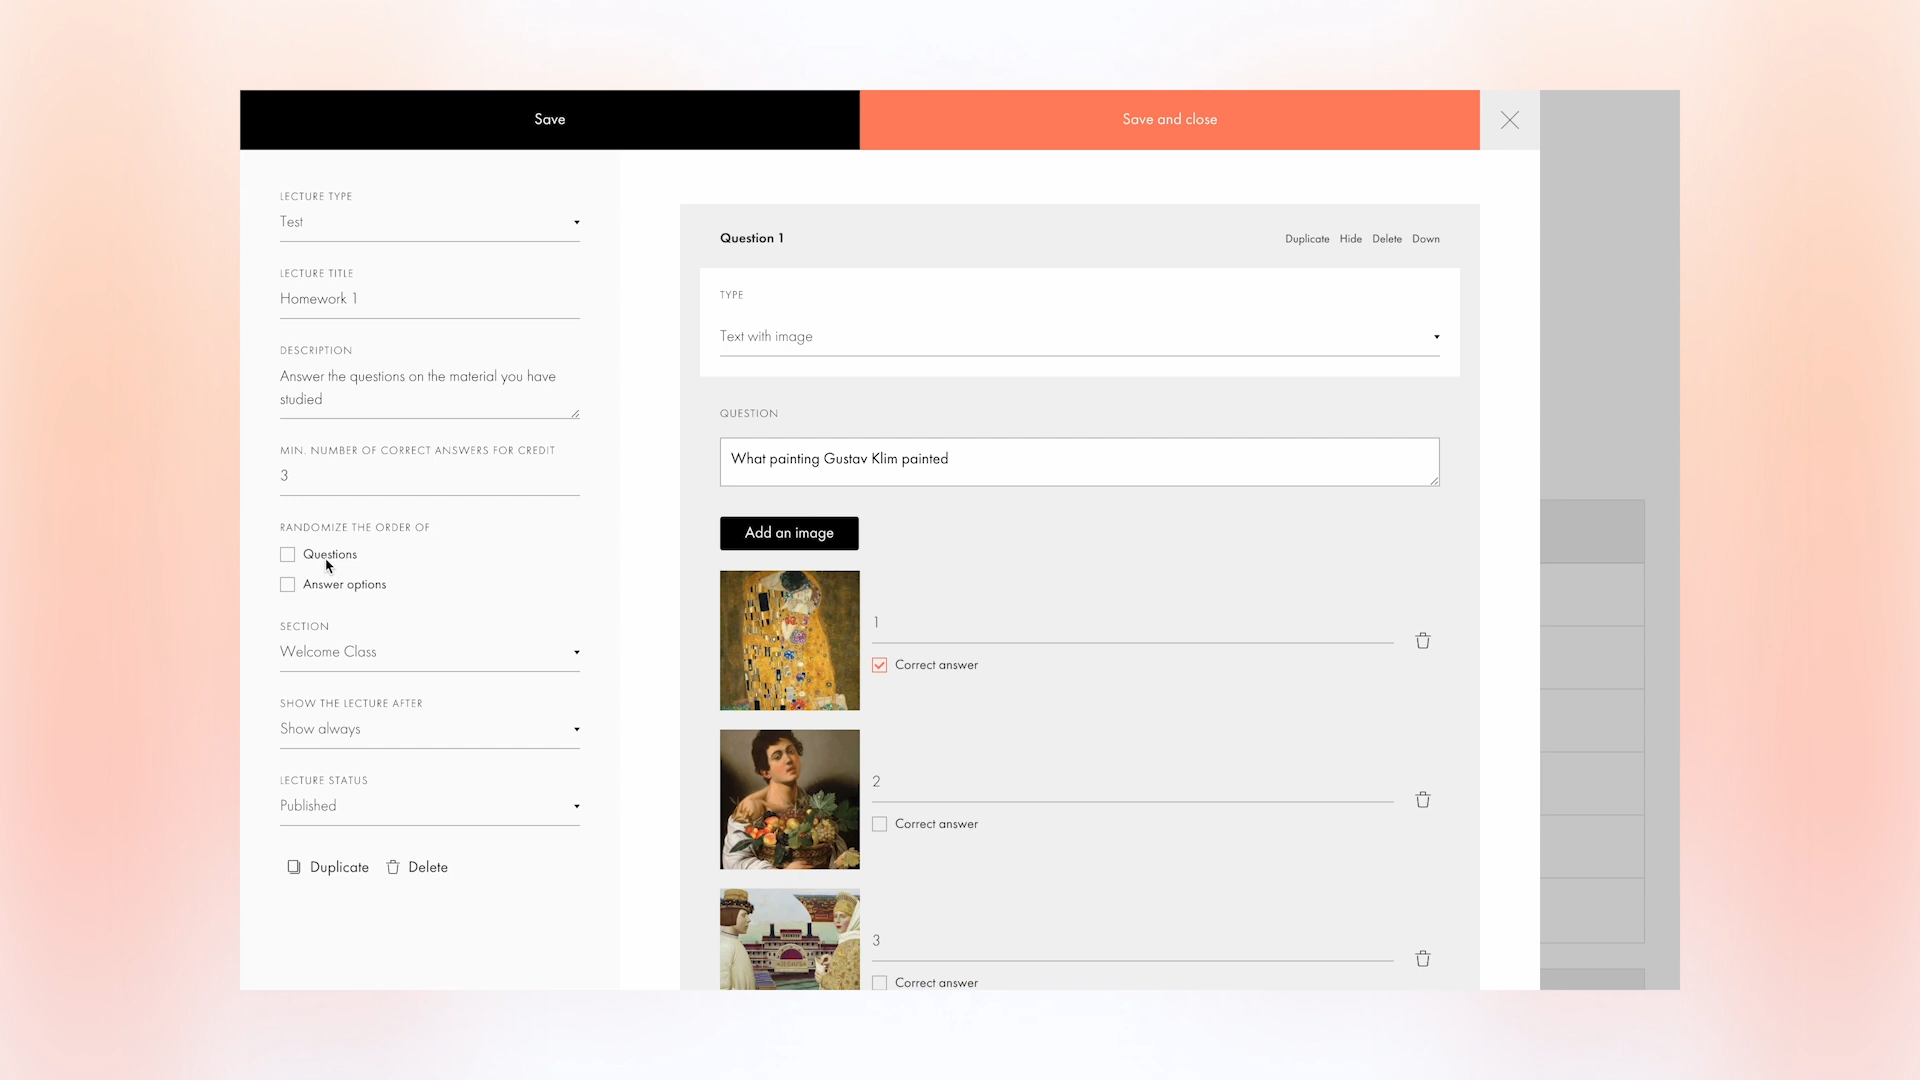 Save
Save and close
LECTURE TYPE
Test
LECTURE TITLE
Homework 1
DESCRIPTION
Answer the questions on the material you have
studied
MIN. NUMBER OF CORRECT ANSWERS FOR CREDIT
3
RANDOMIZE THE ORDER OF
Questions
Answer options
SECTION
Welcome Class
SHOW THE LECTURE AFTER
Show always
LECTURE STATUS
Published
Duplicate Delete
Question 1
Duplicate Hide Delete Down
TYPE
Text with image
QUESTION
What painting Gustav Klim painted
Add an image
1
Correct answer
2
Correct answer
3
Correct answer